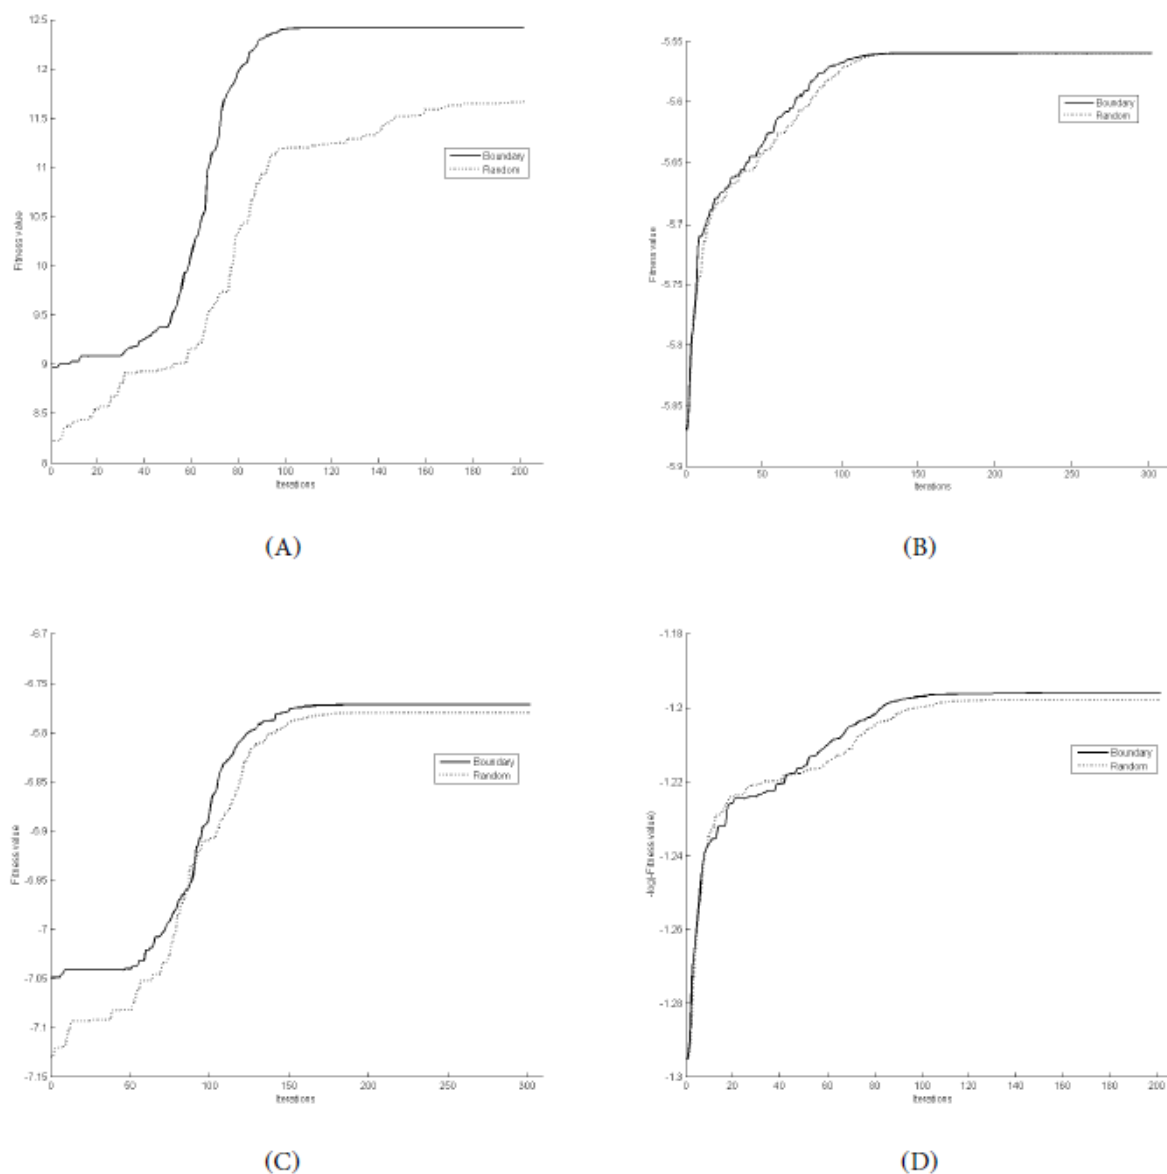 12.5
12
11.5
11
10.5
10
9.5
9
8.5
8
Fitness value
Boundary
Random
0 20 40 60 80 100 120 140 160 180 200
Iterations
(A)
-5.55
-5.6
-5.65
-5.7
-5.75
-5.8
-5.85
-5.9
Fitness value
Boundary
Random
0 50 100 150 200 250 300
Iterations
(B)
-6.7
-6.75
-6.8
-6.85
-6.9
-6.95
-7
-7.05
-7.1
-7.15
Fitness value
Boundary
Random
0 50 100 150 200 250 300
Iterations
(C)
-1.18
-1.2
-1.22
-1.24
-1.26
-1.28
-1.3
-log(-Fitness value)
Boundary
Random
0 20 40 60 80 100 120 140 160 180 200
Iterations
(D)